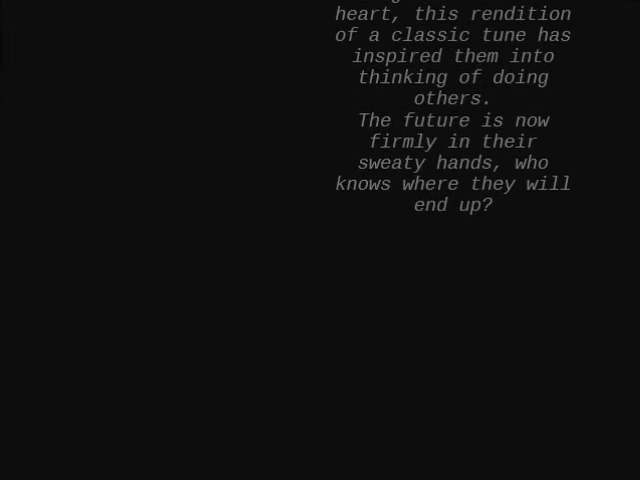 heart, this rendition
of a classic tune has
inspired them into
thinking of doing
others.
The future is now
firmly in their
sweaty hands, who
knows where they will
end up?